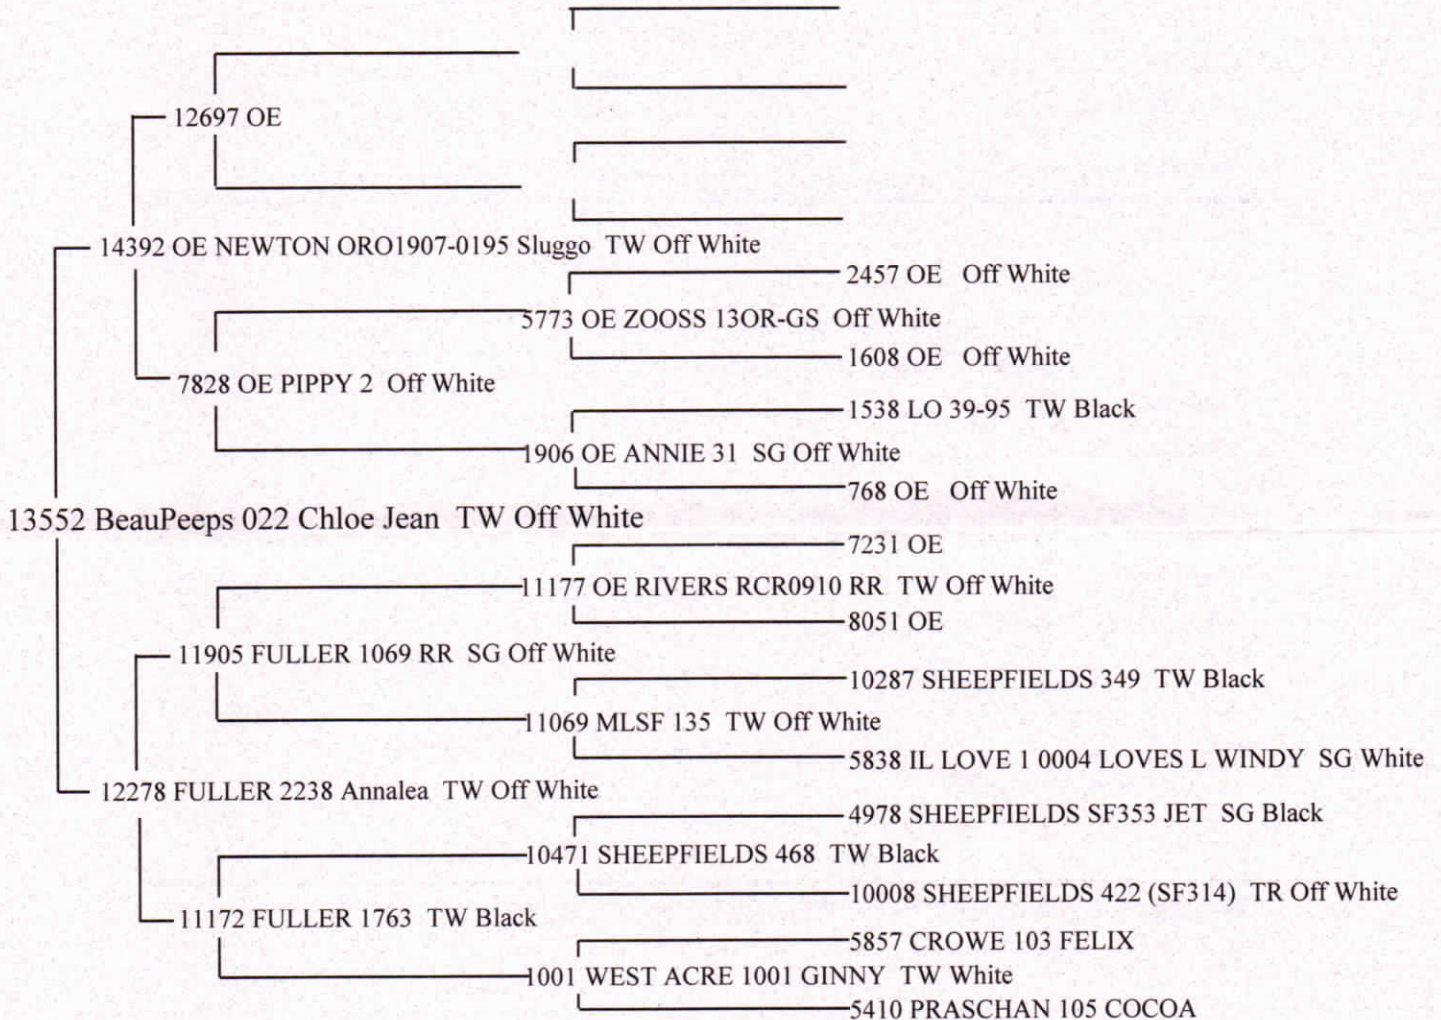 12697 OE
14392 OE NEWTON ORO1907-0195 Sluggo TW Off White
2457 OE Off White
5773 OE ZOOSS 13OR-GS Off White
1608 OE Off White
7828 OE PIPPY 2 Off White
1538 LO 39-95 TW Black
1906 OE ANNIE 31 SG Off White
768 OE Off White
13552 BeauPeeps 022 Chloe Jean TW Off White
7231 OE
11177 OE RIVERS RCR0910 RR TW Off White
8051 OE
11905 FULLER 1069 RR SG Off White
10287 SHEEPFIELDS 349 TW Black
11069 MLSF 135 TW Off White
5838 IL LOVE 1 0004 LOVES L WINDY SG White
12278 FULLER 2238 Annalea TW Off White
4978 SHEEPFIELDS SF353 JET SG Black
10471 SHEEPFIELDS 468 TW Black
10008 SHEEPFIELDS 422 (SF314) TR Off White
11172 FULLER 1763 TW Black
5857 CROWE 103 FELIX
1001 WEST ACRE 1001 GINNY TW White
5410 PRASCHAN 105 COCOA